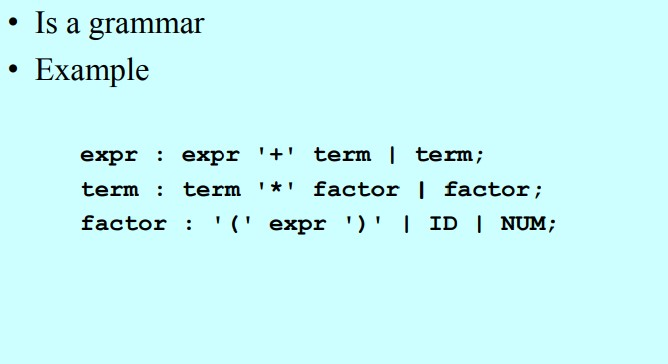 • Is a grammar
• Example
expr : expr '+' term | term;
term : term '*' factor | factor;
factor : '(' expr ')' | ID | NUM;